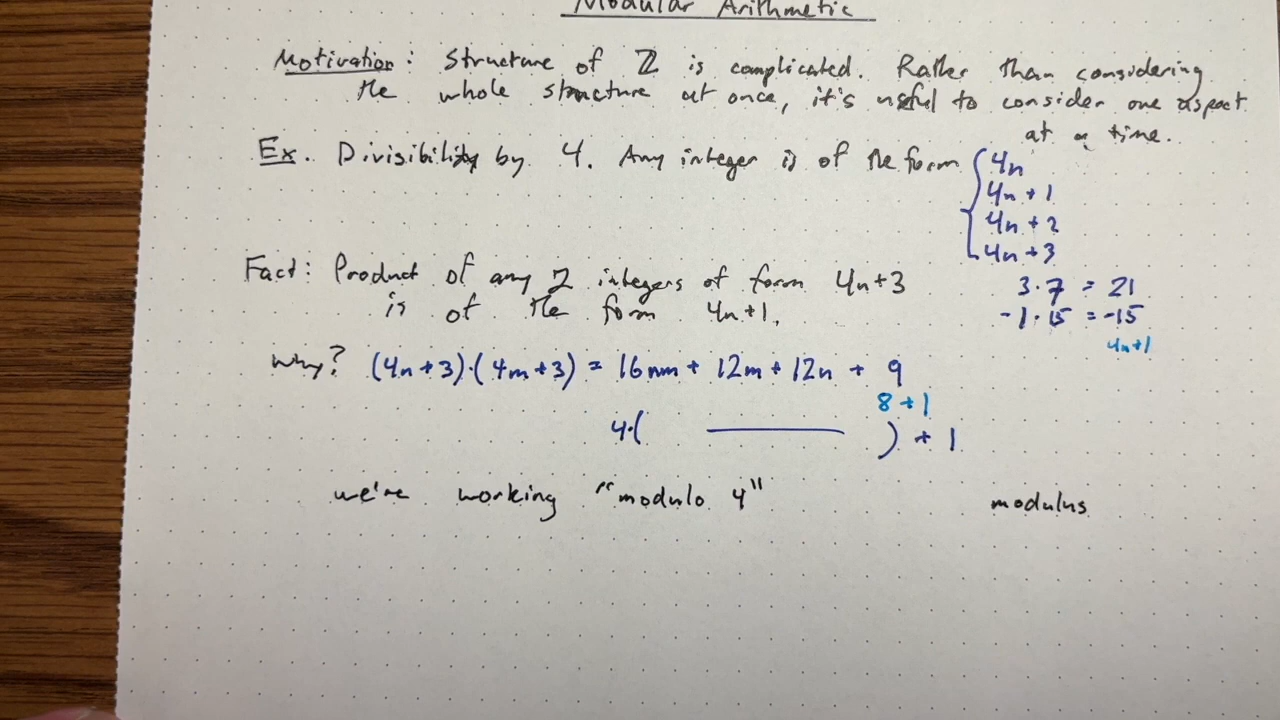 Modular Arithmetic
Motivation: Structure of ℤ is complicated. Rather than considering
the whole structure at once, it's useful to consider one aspect
at a time.
Ex. Divisibility by 4. Any integer is of the form { 4n
4n + 1
4n + 2
4n + 3
Fact: Product of any 2 integers of form 4n+3
is of the form 4n+1.
3·7 = 21
-1·15 = -15
4n+1
Why? (4n+3)·(4m+3) = 16nm + 12m + 12n + 9
8 + 1
4·( ———— ) + 1
we're working "modulo 4"
modulus